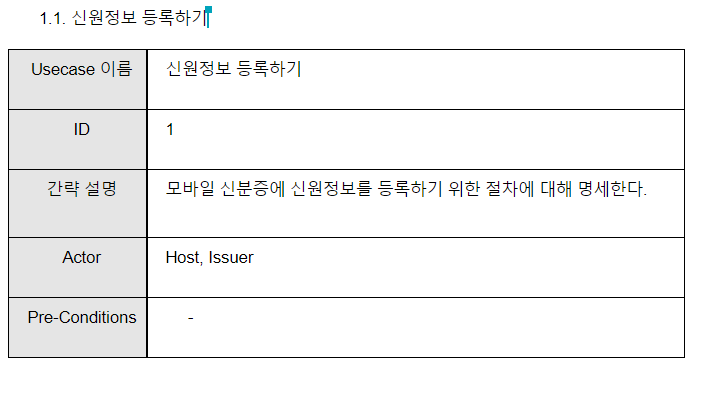 1.1. 신원정보 등록하기
Usecase 이름 신원정보 등록하기
ID 1
간략 설명 모바일 신분증에 신원정보를 등록하기 위한 절차에 대해 명세한다.
Actor Host, Issuer
Pre-Conditions -